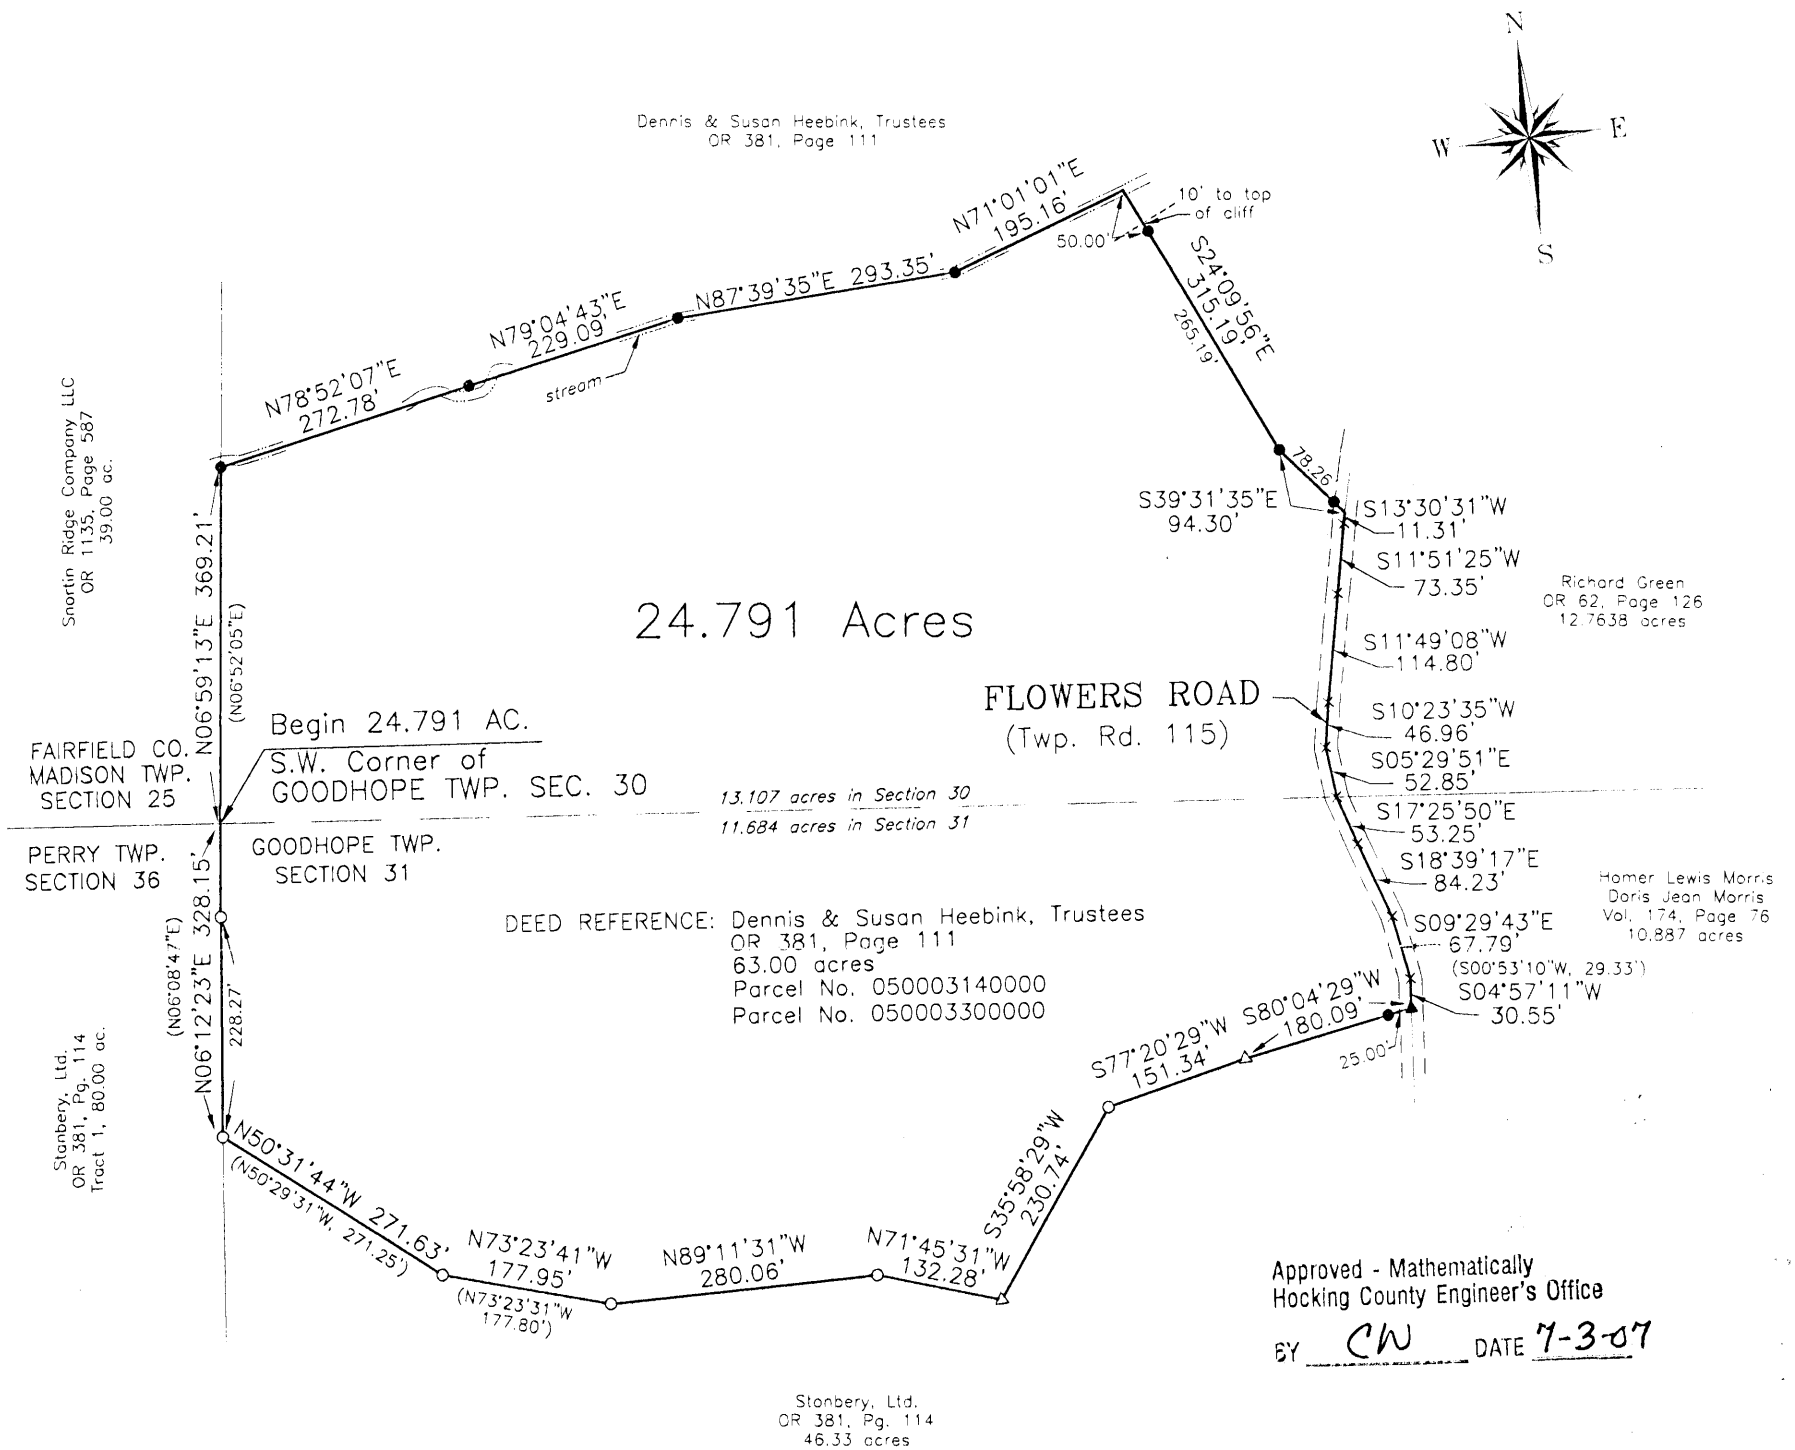 N
W
E
S
Dennis & Susan Heebink, Trustees
OR 381, Page 111
N71°01'01"E
195.16'
10' to top
of cliff
50.00'
S24°09'56"E
315.19'
265.19'
N87°39'35"E 293.35'
N79°04'43"E
229.09'
stream
N78°52'07"E
272.78'
Snortin Ridge Company LLC
OR 1135, Page 587
39.00 ac.
N06°59'13"E 369.21'
(N06°52'05"E)
78.26
S39°31'35"E
94.30'
S13°30'31"W
11.31'
S11°51'25"W
73.35'
Richard Green
OR 62, Page 126
12.7638 acres
24.791 Acres
S11°49'08"W
114.80'
FLOWERS ROAD
(Twp. Rd. 115)
S10°23'35"W
46.96'
S05°29'51"E
52.85'
Begin 24.791 AC.
S.W. Corner of
GOODHOPE TWP. SEC. 30
FAIRFIELD CO.
MADISON TWP.
SECTION 25
13.107 acres in Section 30
11.684 acres in Section 31
S17°25'50"E
53.25'
PERRY TWP.
SECTION 36
GOODHOPE TWP.
SECTION 31
S18°39'17"E
84.23'
Homer Lewis Morris
Doris Jean Morris
Vol. 174, Page 76
10.887 acres
N06°12'23"E 328.15'
(N06°08'47"E)
228.27'
DEED REFERENCE: Dennis & Susan Heebink, Trustees
OR 381, Page 111
63.00 acres
Parcel No. 050003140000
Parcel No. 050003300000
S09°29'43"E
67.79'
(S00°53'10"W, 29.33')
S04°57'11"W
30.55'
S80°04'29"W
180.09'
25.00'
S77°20'29"W
151.34'
Stanbery, Ltd.
OR 381, Pg. 114
Tract 1, 80.00 ac.
S35°58'29"W
230.74'
N50°31'44"W 271.63'
(N50°29'31"W, 271.25')
N73°23'41"W
177.95'
(N73°23'31"W
177.80')
N89°11'31"W
280.06'
N71°45'31"W
132.28'
Approved - Mathematically
Hocking County Engineer's Office
BY CW DATE 7-3-07
Stanbery, Ltd.
OR 381, Pg. 114
46.33 acres